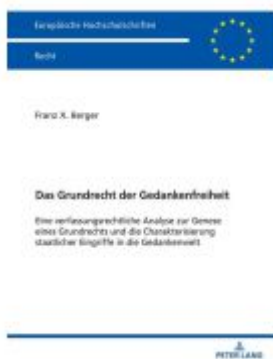 Europäische Hochschulschriften
Recht
Franz X. Berger
Das Grundrecht der Gedankenfreiheit
Eine verfassungsrechtliche Analyse zur Genese
eines Grundrechts und die Charakterisierung
staatlicher Eingriffe in die Gedankenwelt
PETER LANG